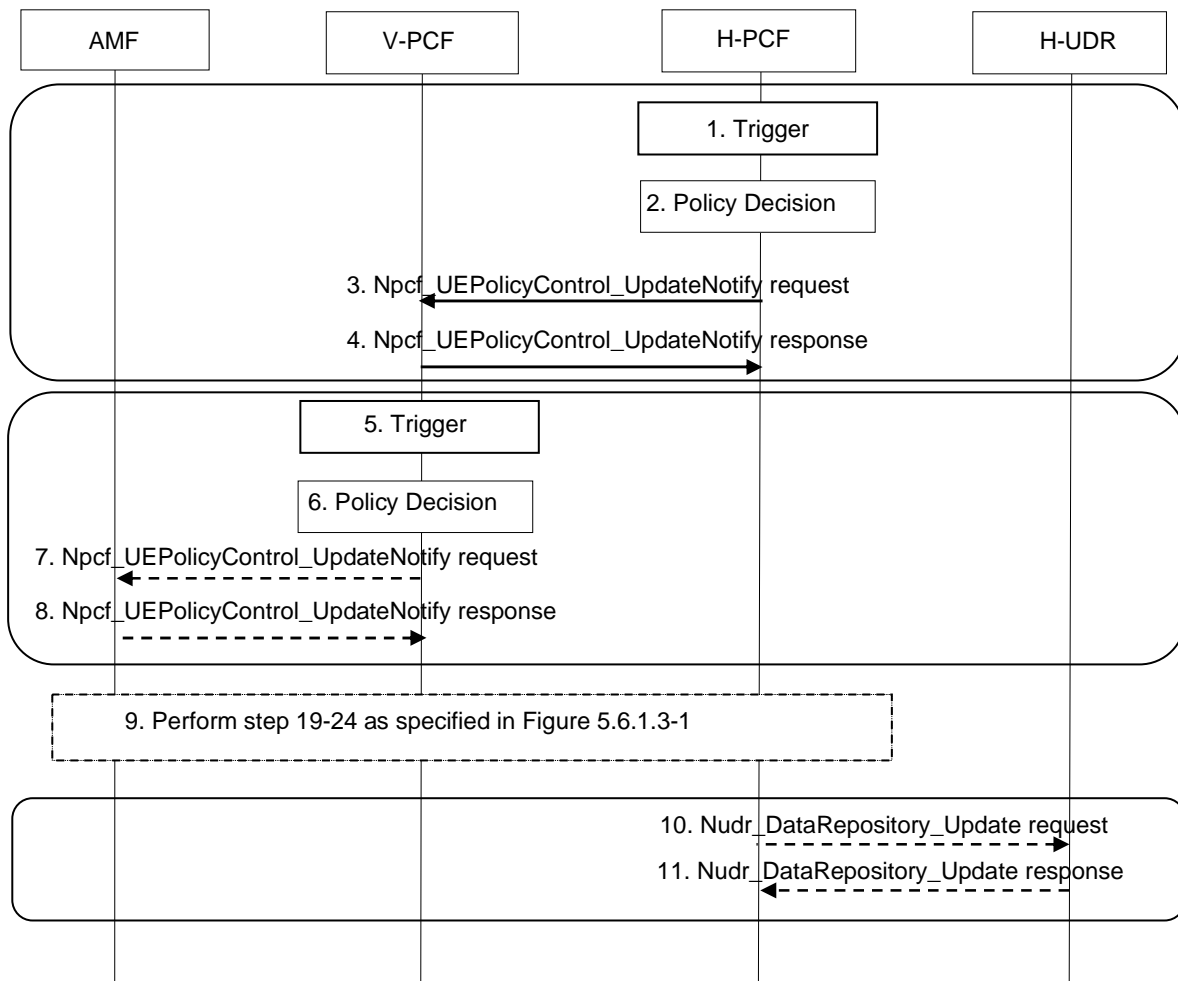 AMF
V-PCF
H-PCF
H-UDR
1. Trigger
2. Policy Decision
3. Npcf_UEPolicyControl_UpdateNotify request
4. Npcf_UEPolicyControl_UpdateNotify response
5. Trigger
6. Policy Decision
7. Npcf_UEPolicyControl_UpdateNotify request
8. Npcf_UEPolicyControl_UpdateNotify response
9. Perform step 19-24 as specified in Figure 5.6.1.3-1
10. Nudr_DataRepository_Update request
11. Nudr_DataRepository_Update response